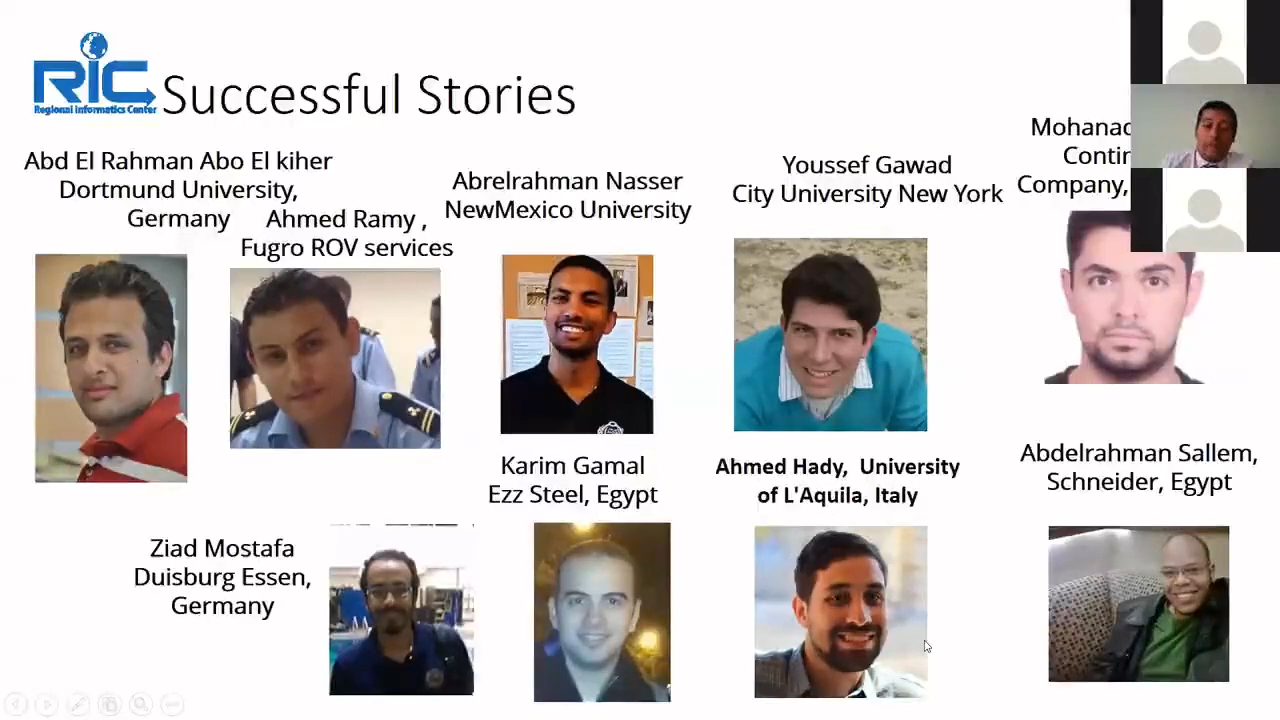 RiC
Regional Informatics Center
Successful Stories
Abd El Rahman Abo El kiher
Dortmund University,
Germany
Ahmed Ramy ,
Fugro ROV services
Abrelrahman Nasser
NewMexico University
Youssef Gawad
City University New York
Company,
Karim Gamal
Ezz Steel, Egypt
Ahmed Hady, University
of L'Aquila, Italy
Abdelrahman Sallem,
Schneider, Egypt
Ziad Mostafa
Duisburg Essen,
Germany